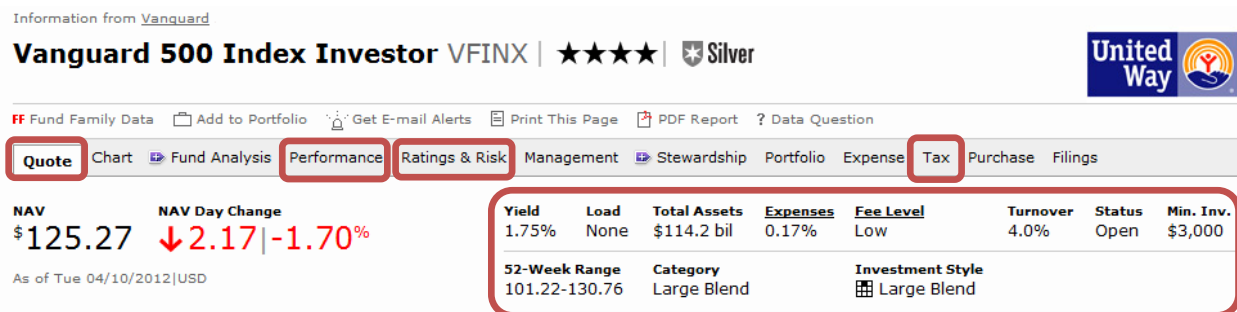 Information from Vanguard
Vanguard 500 Index Investor VFINX | ★★★★ | Silver
United Way
FF Fund Family Data Add to Portfolio Get E-mail Alerts Print This Page PDF Report ? Data Question
Quote Chart Fund Analysis Performance Ratings & Risk Management Stewardship Portfolio Expense Tax Purchase Filings
NAV NAV Day Change Yield Load Total Assets Expenses Fee Level Turnover Status Min. Inv.
$125.27 ↓2.17|-1.70% 1.75% None $114.2 bil 0.17% Low 4.0% Open $3,000
52-Week Range Category Investment Style
As of Tue 04/10/2012|USD 101.22-130.76 Large Blend Large Blend